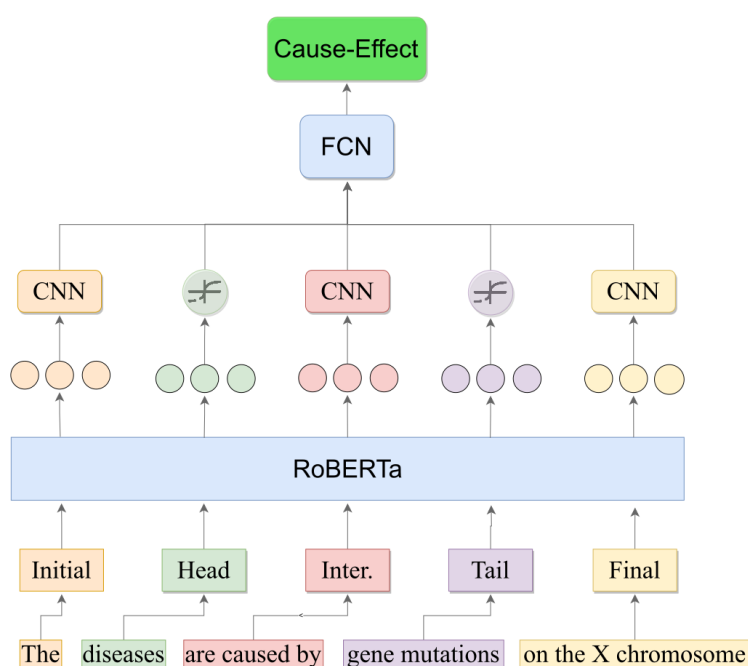 Cause-Effect
FCN
CNN CNN CNN
RoBERTa
Initial Head Inter. Tail Final
The diseases are caused by gene mutations on the X chromosome